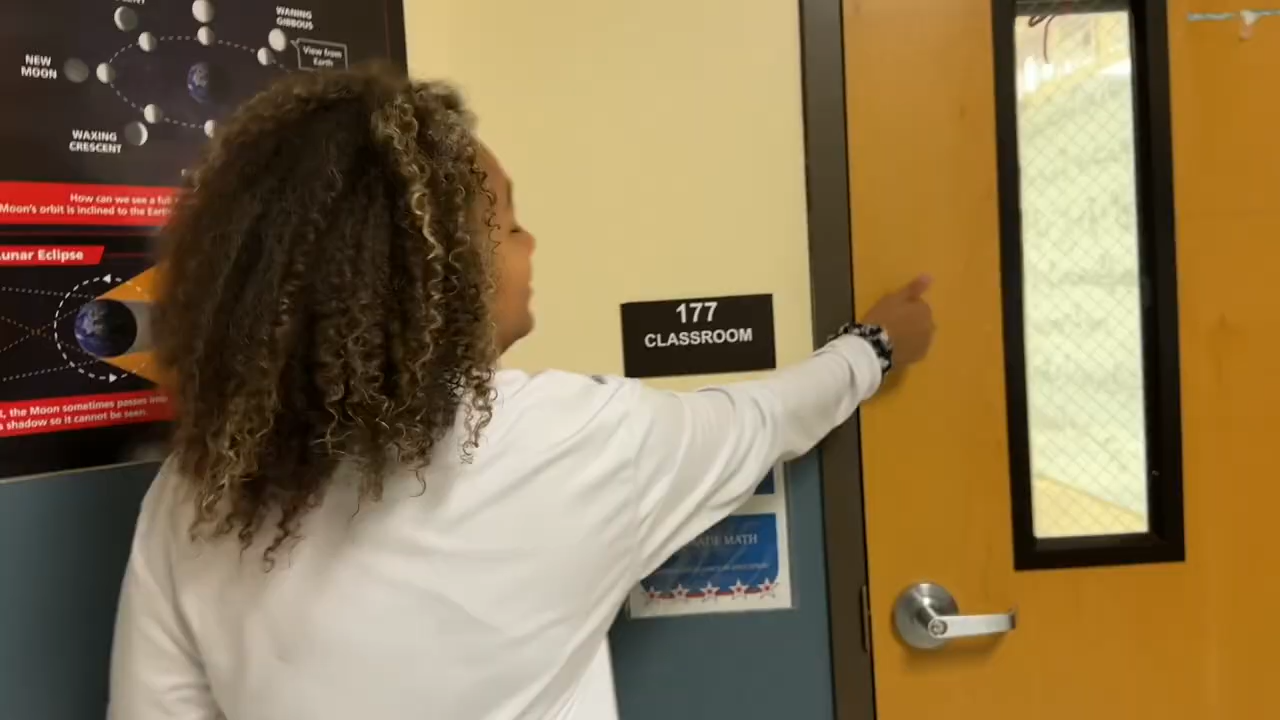 WANING
GIBBOUS
View from
Earth
NEW
MOON
WAXING
CRESCENT
How can we see a full
Moon's orbit is inclined to the Earth
Lunar Eclipse
the Moon sometimes passes into
shadow so it cannot be seen.
177
CLASSROOM
MATH